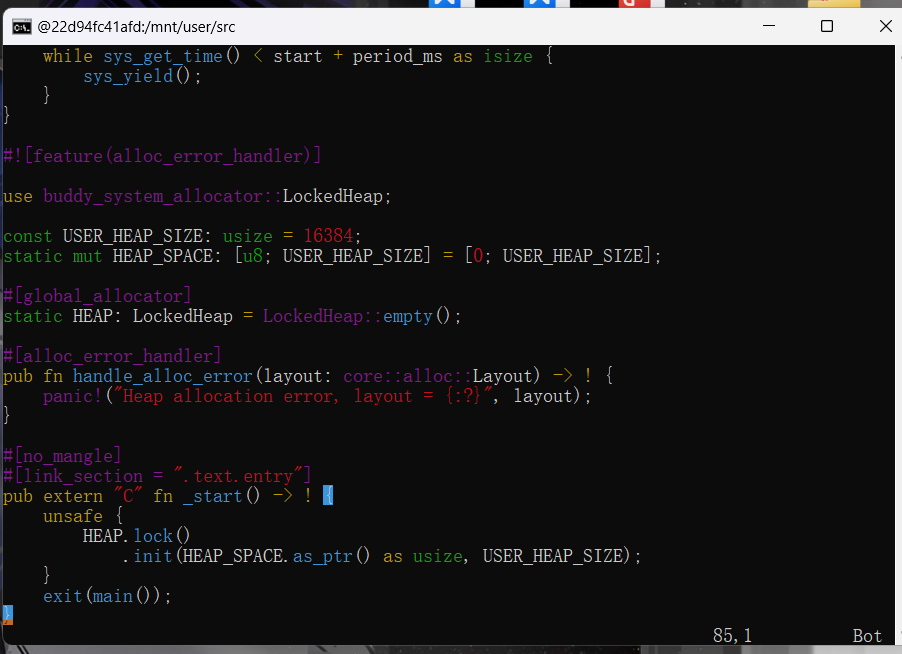 @22d94fc41afd:/mnt/user/src
    while sys_get_time() < start + period_ms as isize {
        sys_yield();
    }
}
#![feature(alloc_error_handler)]
use buddy_system_allocator::LockedHeap;
const USER_HEAP_SIZE: usize = 16384;
static mut HEAP_SPACE: [u8; USER_HEAP_SIZE] = [0; USER_HEAP_SIZE];
#[global_allocator]
static HEAP: LockedHeap = LockedHeap::empty();
#[alloc_error_handler]
pub fn handle_alloc_error(layout: core::alloc::Layout) -> ! {
    panic!("Heap allocation error, layout = {:?}", layout);
}
#[no_mangle]
#[link_section = ".text.entry"]
pub extern "C" fn _start() -> ! {
    unsafe {
        HEAP.lock()
            .init(HEAP_SPACE.as_ptr() as usize, USER_HEAP_SIZE);
    }
    exit(main());
}
85,1 Bot